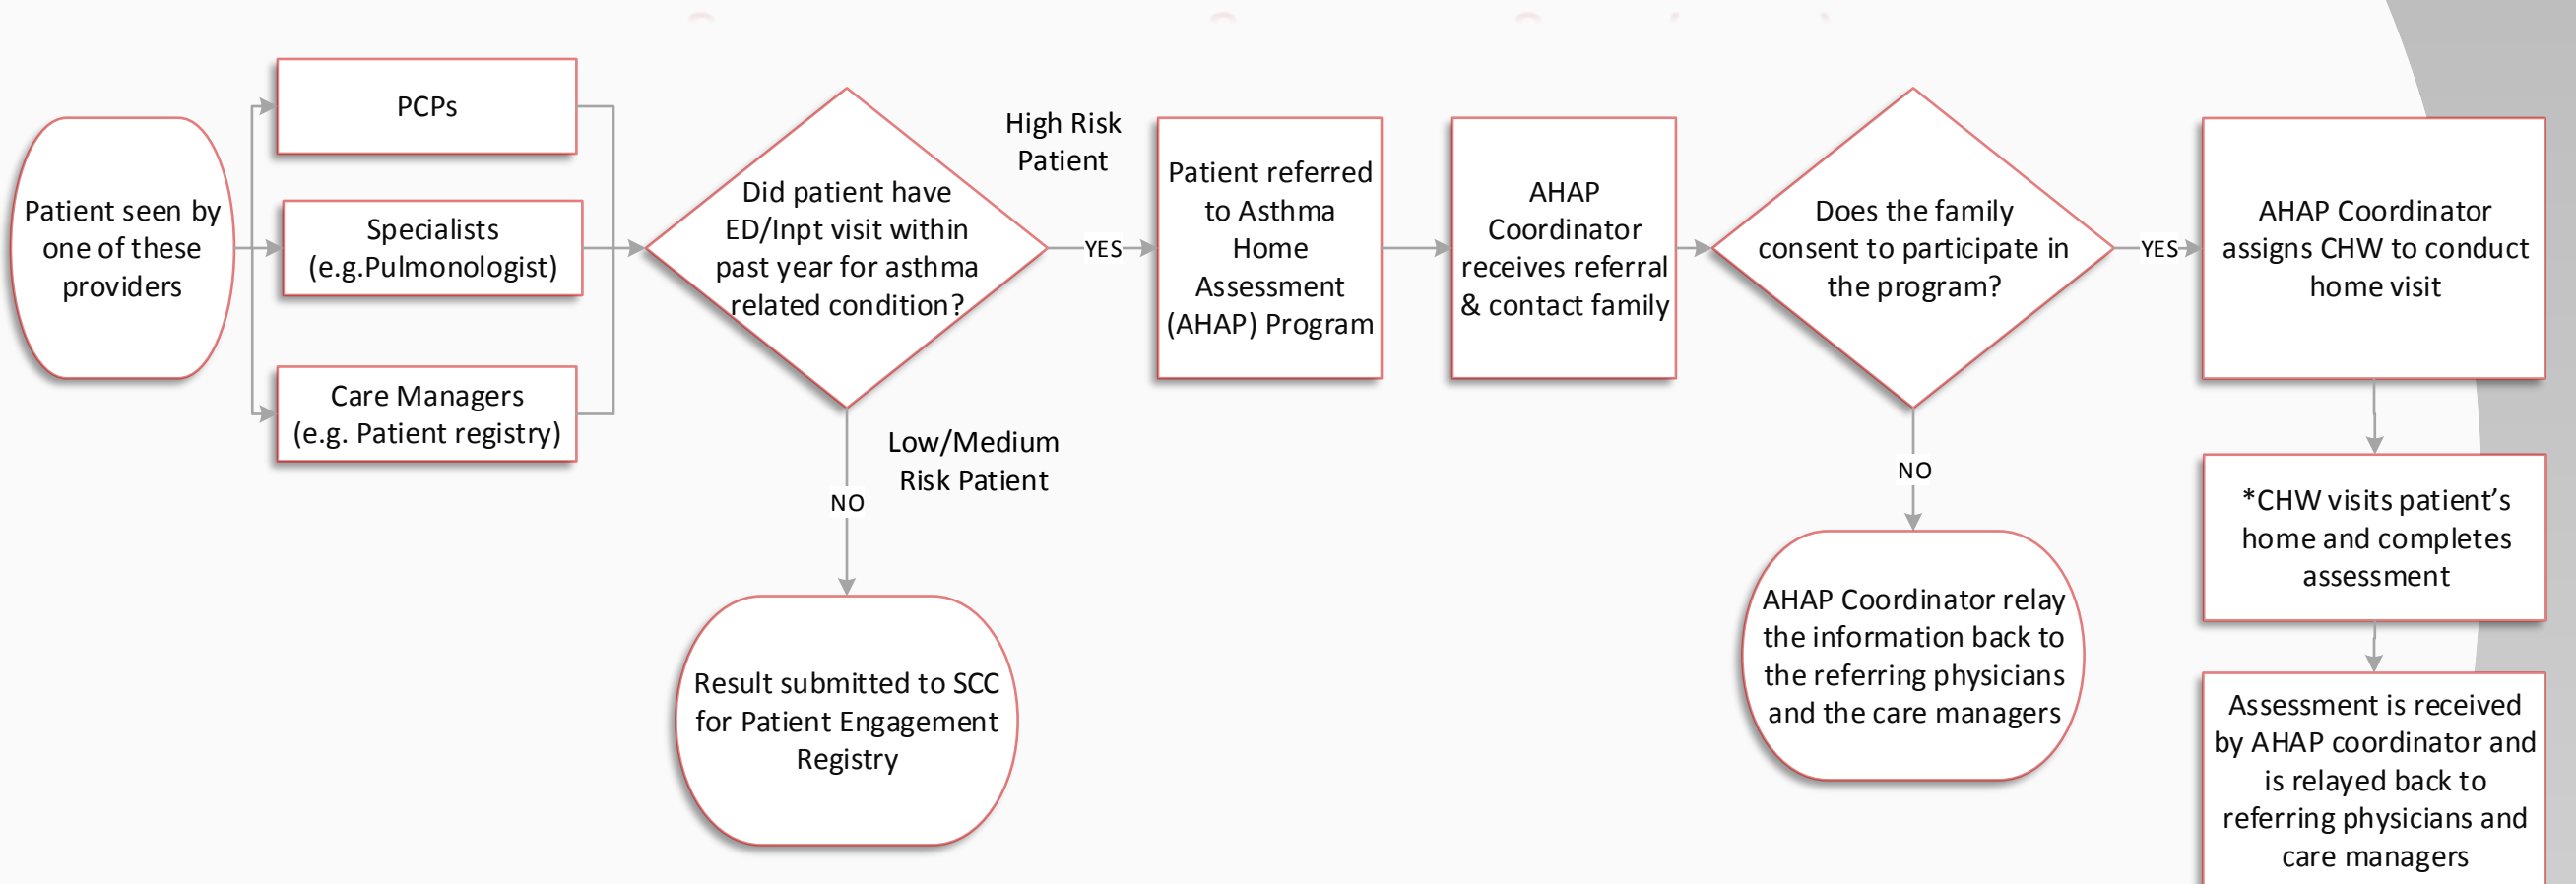 Patient seen by
one of these
providers
PCPs
Specialists
(e.g.Pulmonologist)
Care Managers
(e.g. Patient registry)
Did patient have
ED/Inpt visit within
past year for asthma
related condition?
High Risk
Patient
YES
Low/Medium
Risk Patient
NO
Result submitted to SCC
for Patient Engagement
Registry
Patient referred
to Asthma
Home
Assessment
(AHAP) Program
AHAP
Coordinator
receives referral
& contact family
Does the family
consent to participate in
the program?
YES
NO
AHAP Coordinator relay
the information back to
the referring physicians
and the care managers
AHAP Coordinator
assigns CHW to conduct
home visit
*CHW visits patient’s
home and completes
assessment
Assessment is received
by AHAP coordinator and
is relayed back to
referring physicians and
care managers